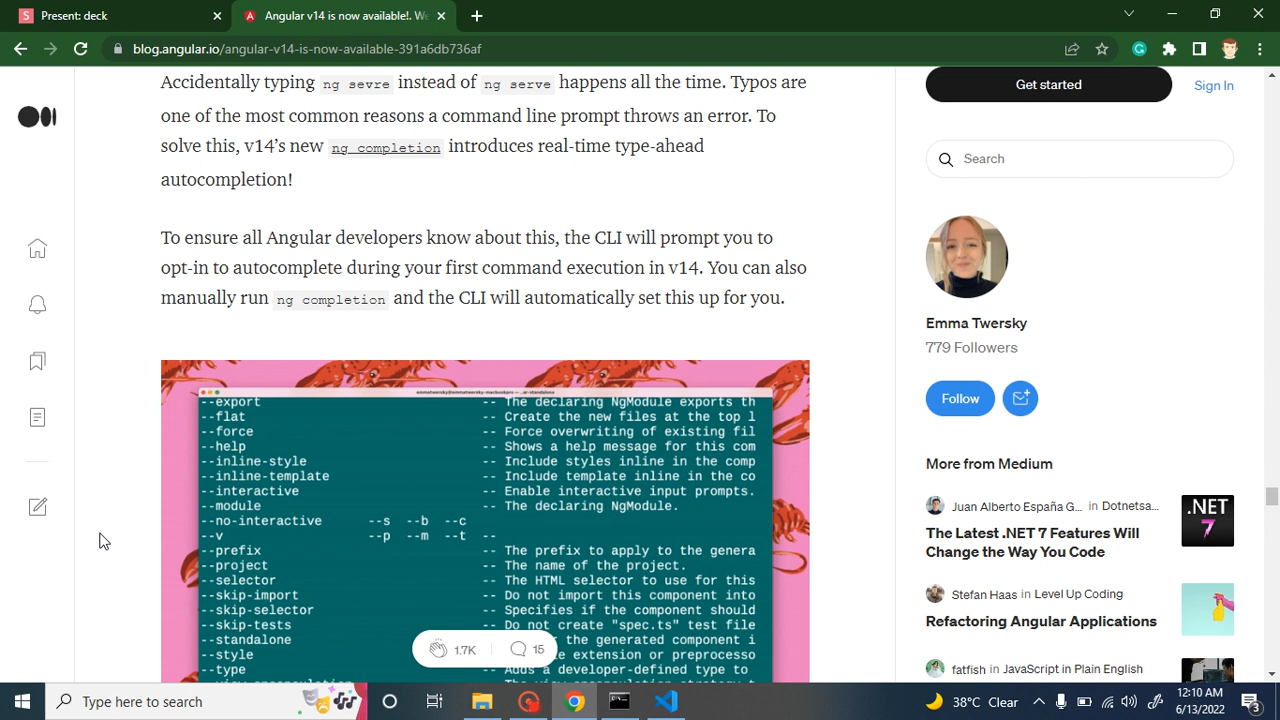 Present: deck
Angular v14 is now available!. We
blog.angular.io/angular-v14-is-now-available-391a6db736af
Accidentally typing ng sevre instead of ng serve happens all the time. Typos are
one of the most common reasons a command line prompt throws an error. To
solve this, v14’s new ng completion introduces real-time type-ahead
autocompletion!
To ensure all Angular developers know about this, the CLI will prompt you to
opt-in to autocomplete during your first command execution in v14. You can also
manually run ng completion and the CLI will automatically set this up for you.
--export -- The declaring NgModule exports th
--flat -- Create the new files at the top l
--force -- Force overwriting of existing fil
--help -- Shows a help message for this com
--inline-style -- Include styles inline in the comp
--inline-template -- Include template inline in the co
--interactive -- Enable interactive input prompts.
--module -- The declaring NgModule.
--no-interactive --s --b --c
--v --p --m --t --
--prefix -- The prefix to apply to the genera
--project -- The name of the project.
--selector -- The HTML selector to use for this
--skip-import -- Do not import this component into
--skip-selector -- Specifies if the component should
--skip-tests -- Do not create "spec.ts" test file
--standalone the generated component i
--style extension or preprocesso
--type -- Adds a developer-defined type to
1.7K
15
Get started
Sign In
Search
Emma Twersky
779 Followers
Follow
More from Medium
Juan Alberto España G... in Dotnetsa...
The Latest .NET 7 Features Will
Change the Way You Code
.NET
7
Stefan Haas in Level Up Coding
Refactoring Angular Applications
fatfish in JavaScript in Plain English
Type here to search
38°C Clear
12:10 AM
6/13/2022
3